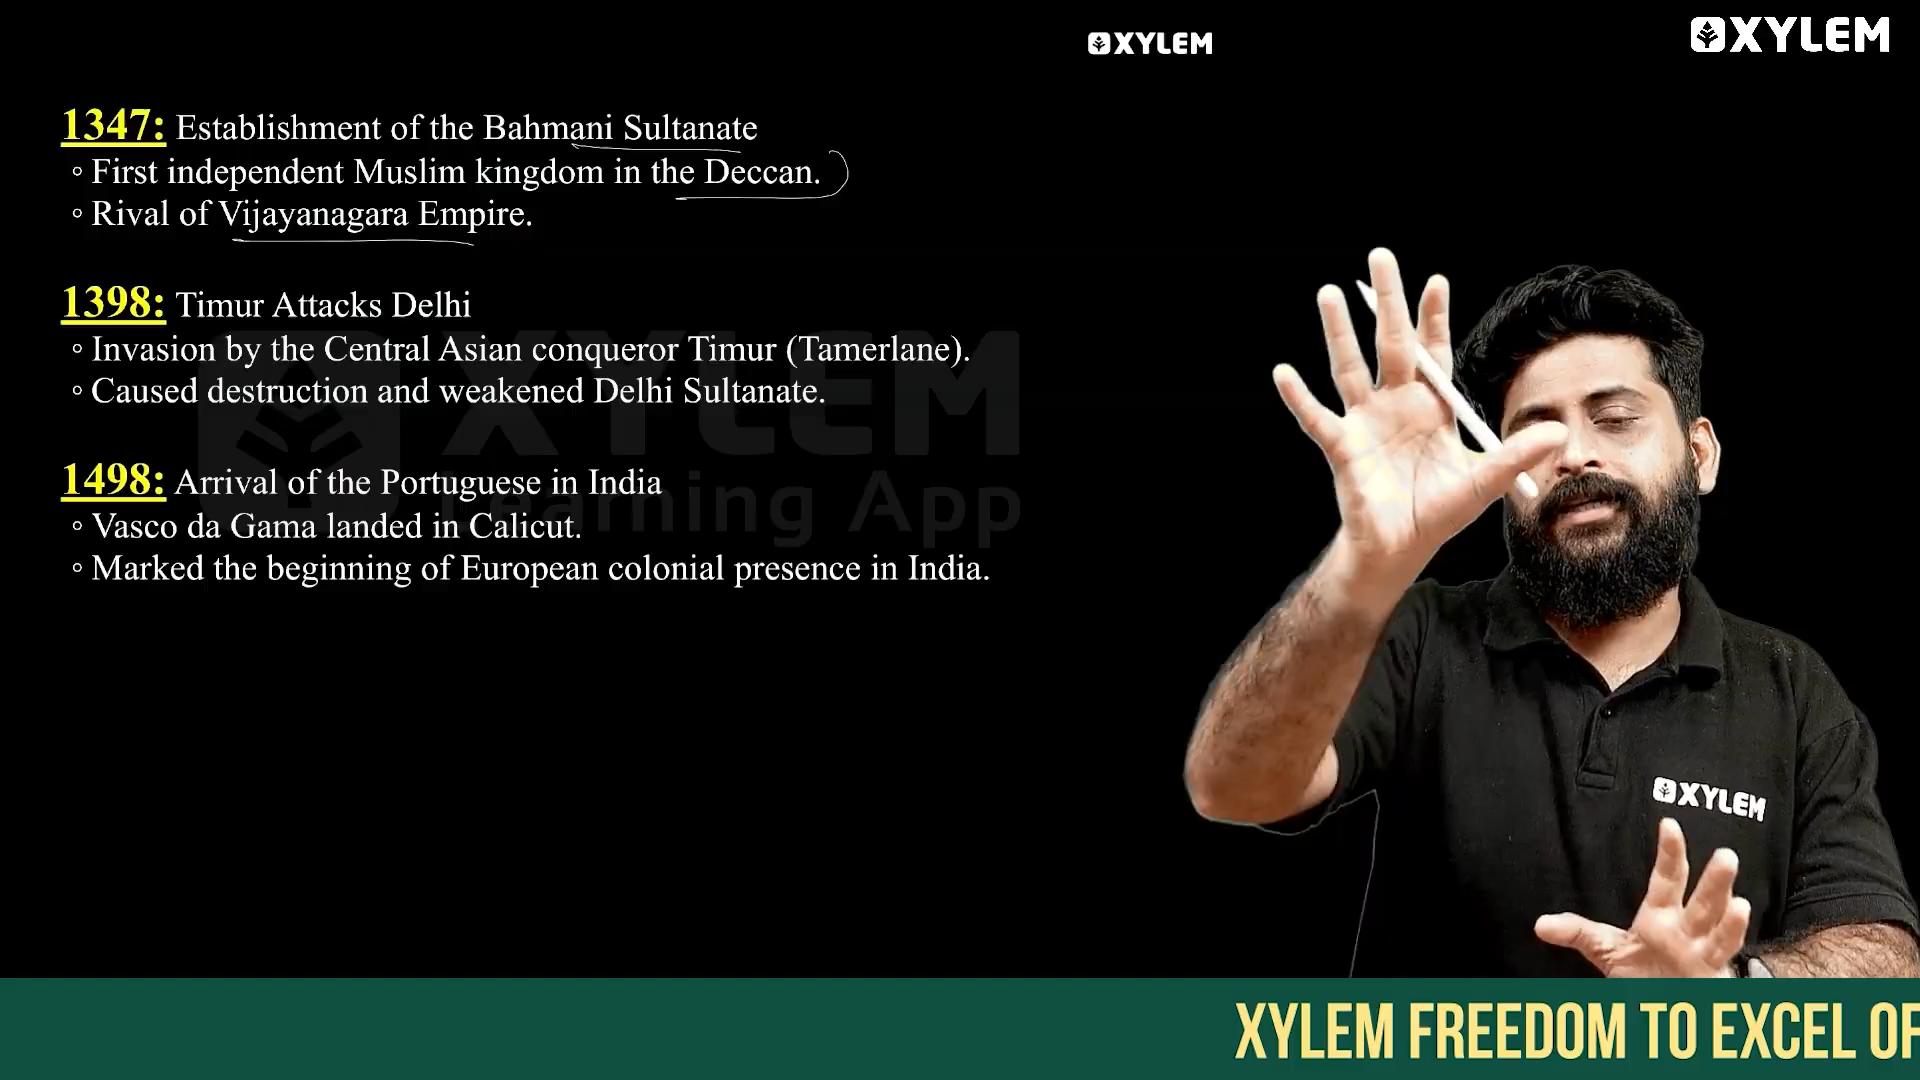 XYLEM
XYLEM
1347: Establishment of the Bahmani Sultanate
◦ First independent Muslim kingdom in the Deccan.
◦ Rival of Vijayanagara Empire.
1398: Timur Attacks Delhi
◦ Invasion by the Central Asian conqueror Timur (Tamerlane).
◦ Caused destruction and weakened Delhi Sultanate.
1498: Arrival of the Portuguese in India
◦ Vasco da Gama landed in Calicut.
◦ Marked the beginning of European colonial presence in India.
XYLEM
Learning App
XYLEM
XYLEM FREEDOM TO EXCEL OF